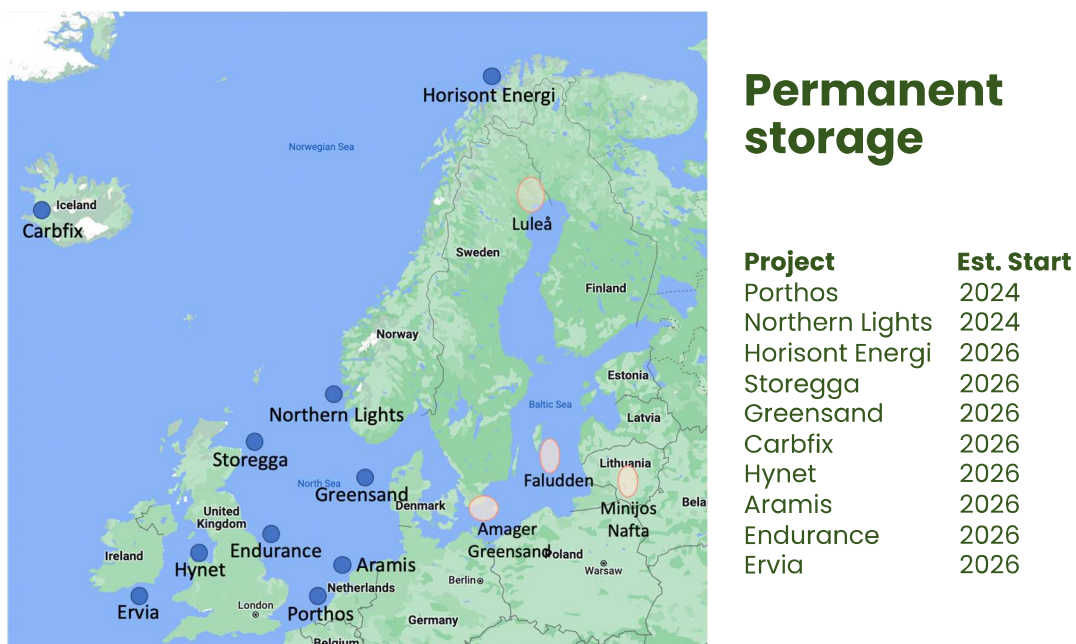 Horisont Energi
Norwegian Sea
Iceland
Carbfix
Luleå
Sweden
Finland
Norway
Estonia
Baltic Sea
Northern Lights
Latvia
Storegga
Lithuania
Faludden
North Sea
Greensand
Denmark
Minijos
Nafta
Bela
United
Kingdom
Amager
Greensand
Poland
Endurance
Ireland
Hynet
Aramis
Warsaw
Berlin
Netherlands
London
Ervia
Porthos
Germany
Belgium
Permanent
storage
Project Est. Start
Porthos 2024
Northern Lights 2024
Horisont Energi 2026
Storegga 2026
Greensand 2026
Carbfix 2026
Hynet 2026
Aramis 2026
Endurance 2026
Ervia 2026